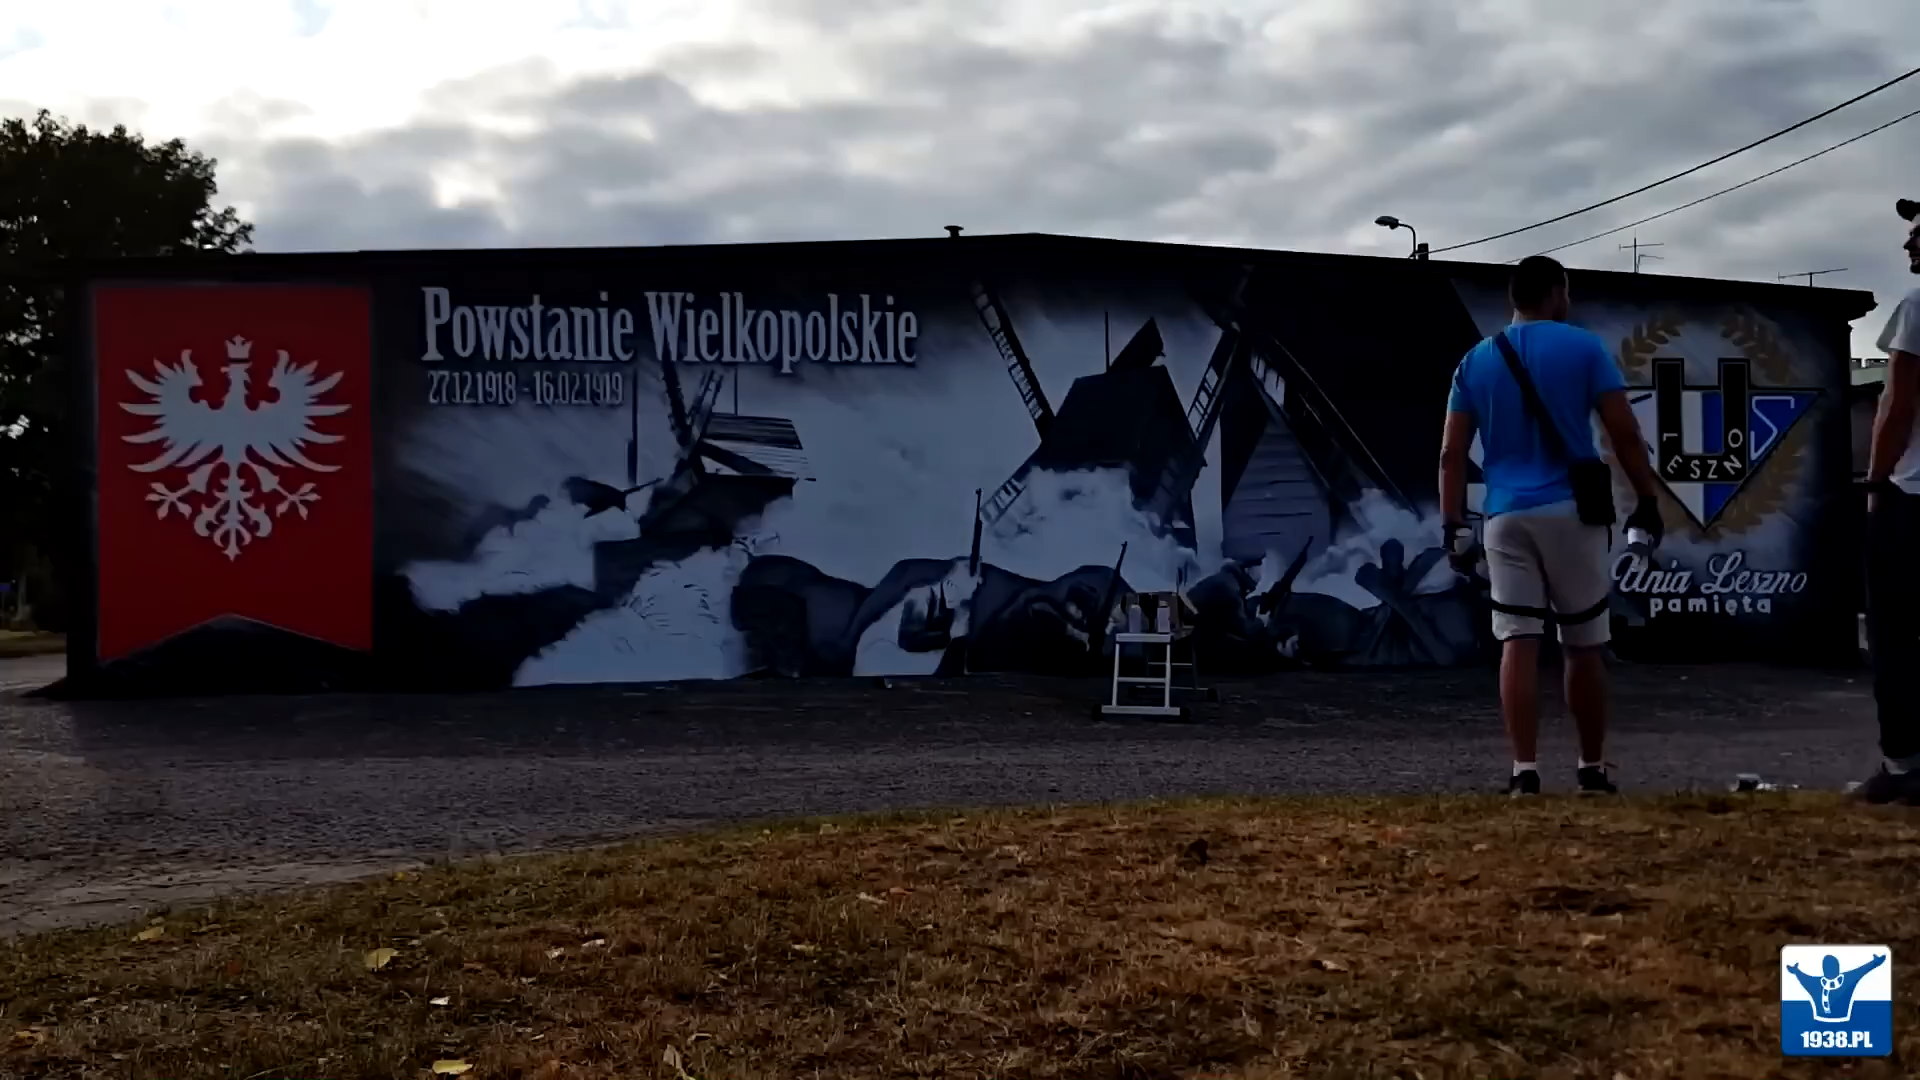 Powstanie Wielkopolskie
27.12.1918 - 16.02.1919
LESZNO
Unia Leszno
pamięta
1938.PL